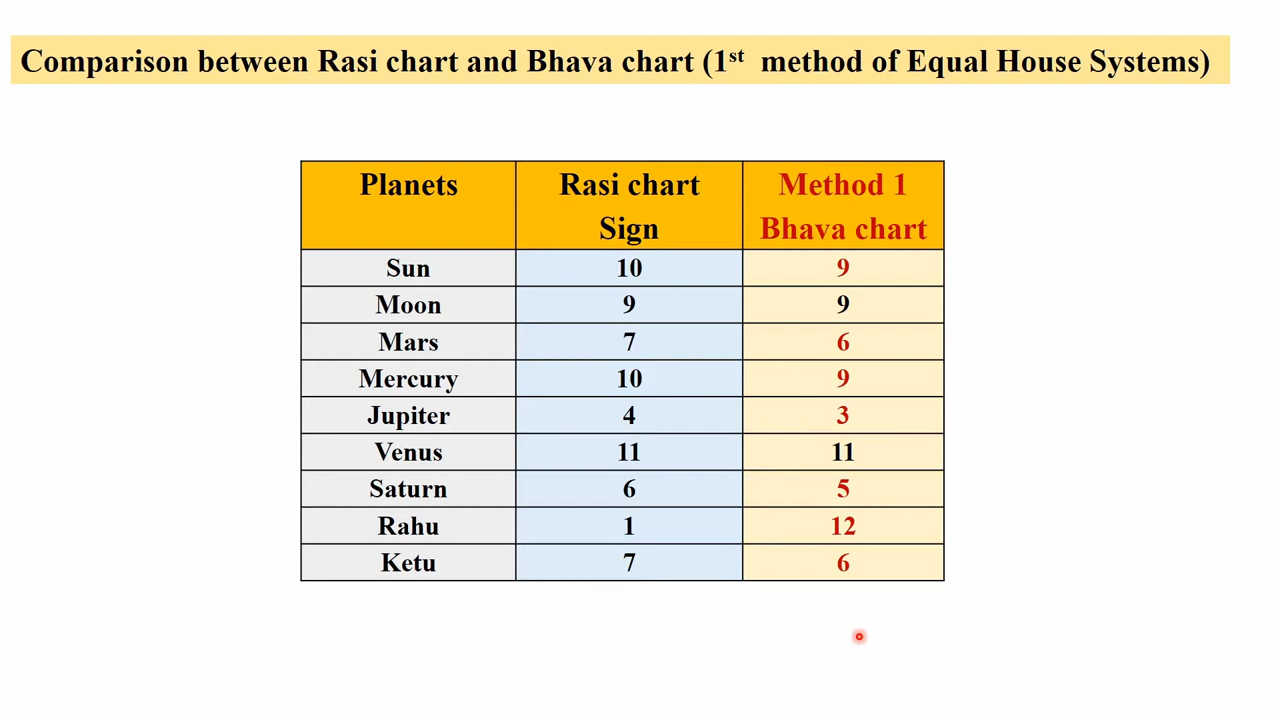 Comparison between Rasi chart and Bhava chart (1st method of Equal House Systems)
Planets Rasi chart Sign Method 1 Bhava chart
Sun 10 9
Moon 9 9
Mars 7 6
Mercury 10 9
Jupiter 4 3
Venus 11 11
Saturn 6 5
Rahu 1 12
Ketu 7 6